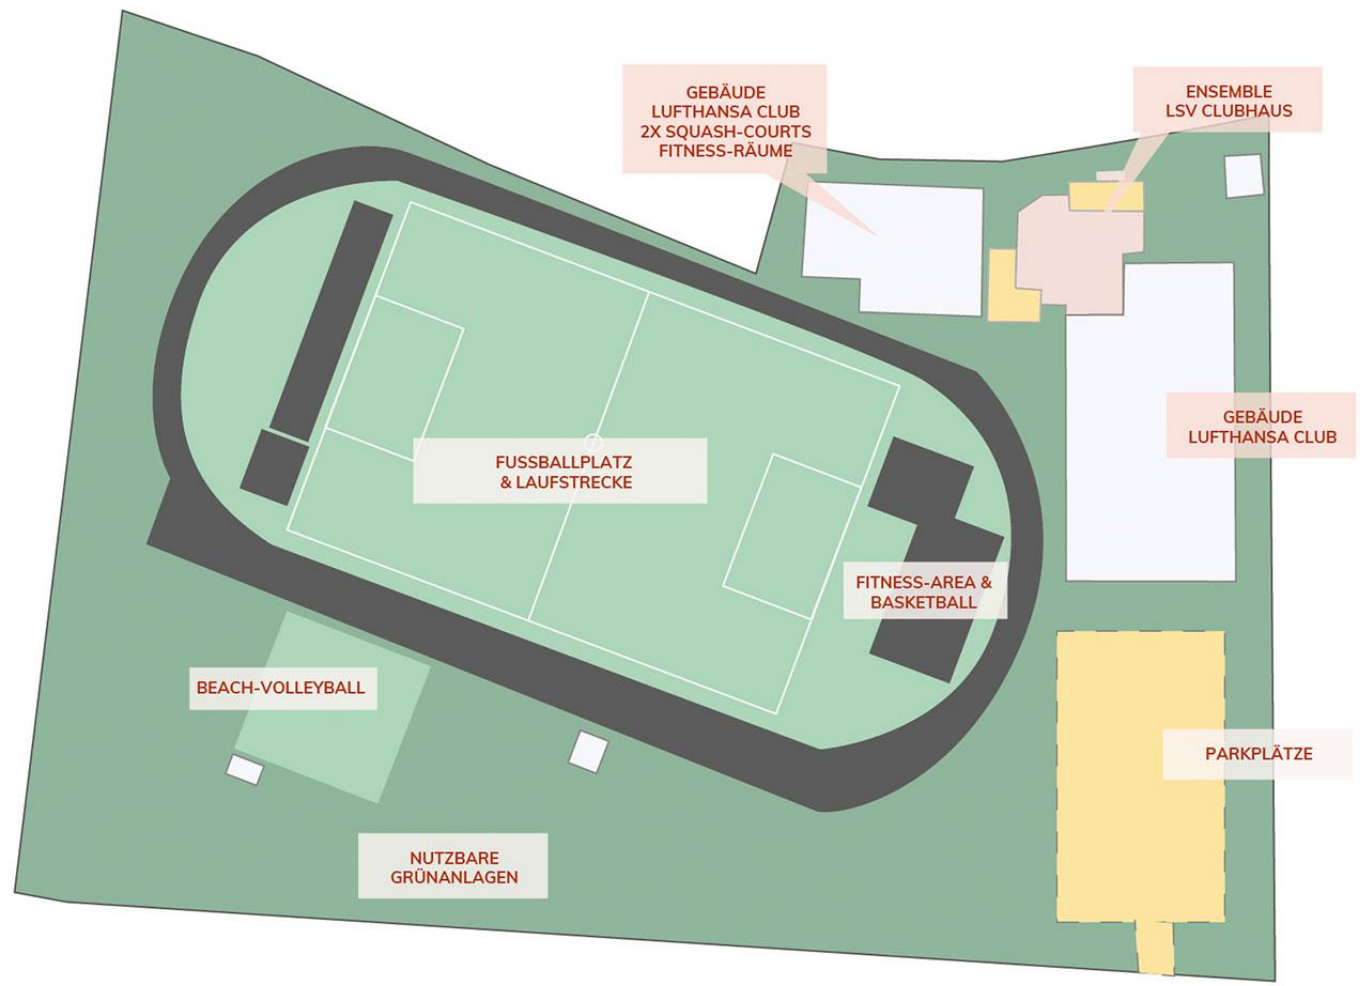 GEBÄUDE
LUFTHANSA CLUB
2X SQUASH-COURTS
FITNESS-RÄUME
ENSEMBLE
LSV CLUBHAUS
GEBÄUDE
LUFTHANSA CLUB
FUSSBALLPLATZ
& LAUFSTRECKE
FITNESS-AREA &
BASKETBALL
BEACH-VOLLEYBALL
PARKPLÄTZE
NUTZBARE
GRÜNANLAGEN